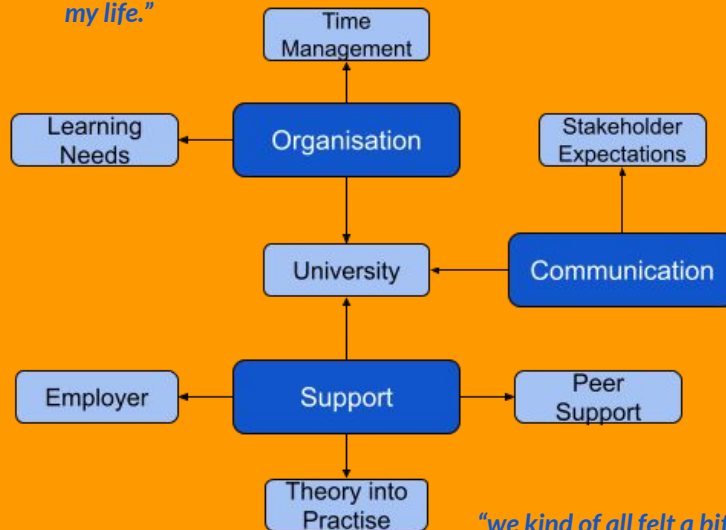 my life.”
Time
Management
Learning
Needs
Organisation
Stakeholder
Expectations
University
Communication
Employer
Support
Peer
Support
Theory into
Practise
“we kind of all felt a bit